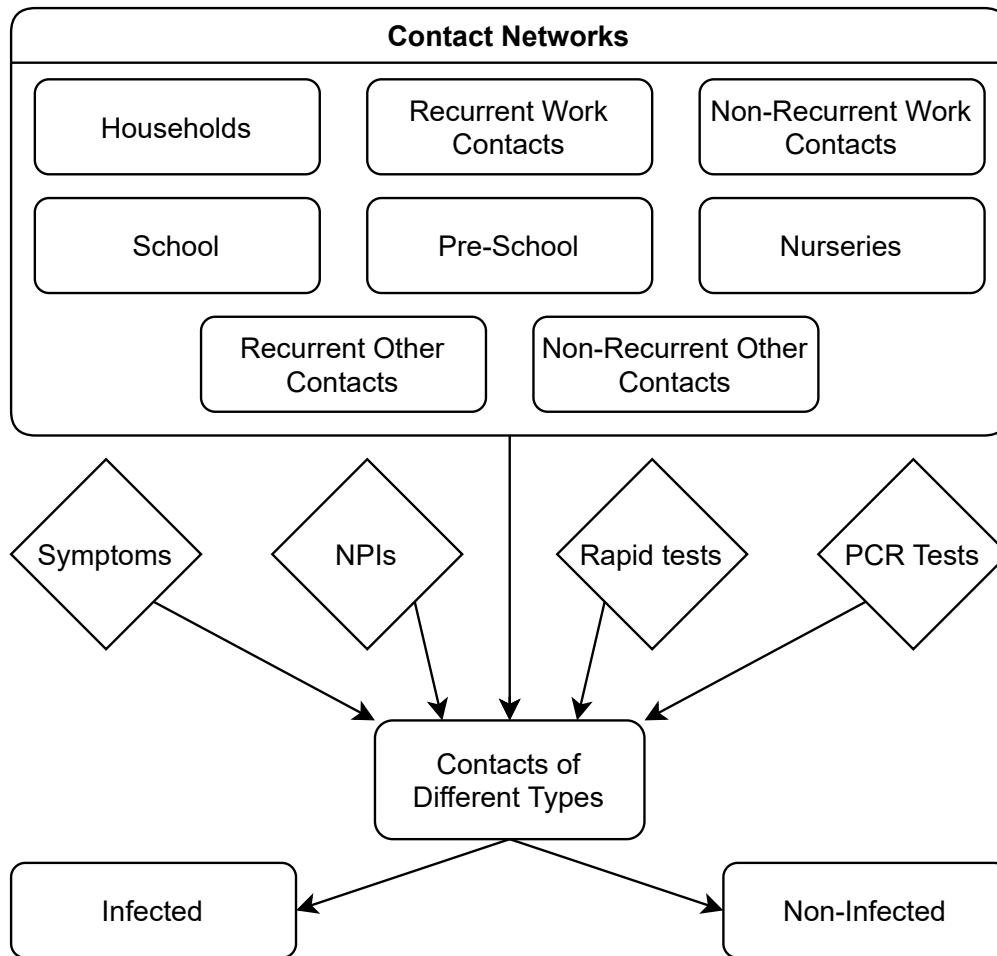 Contact Networks
Households
Recurrent Work
Contacts
Non-Recurrent Work
Contacts
School
Pre-School
Nurseries
Recurrent Other
Contacts
Non-Recurrent Other
Contacts
Symptoms
NPIs
Rapid tests
PCR Tests
Contacts of
Different Types
Infected
Non-Infected